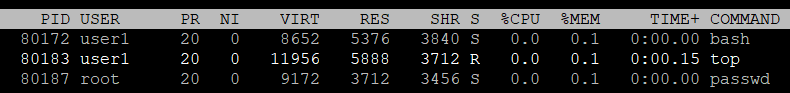 PID USER PR NI VIRT RES SHR S %CPU %MEM TIME+ COMMAND
80172 user1 20 0 8652 5376 3840 S 0.0 0.1 0:00.00 bash
80183 user1 20 0 11956 5888 3712 R 0.0 0.1 0:00.15 top
80187 root 20 0 9172 3712 3456 S 0.0 0.1 0:00.00 passwd